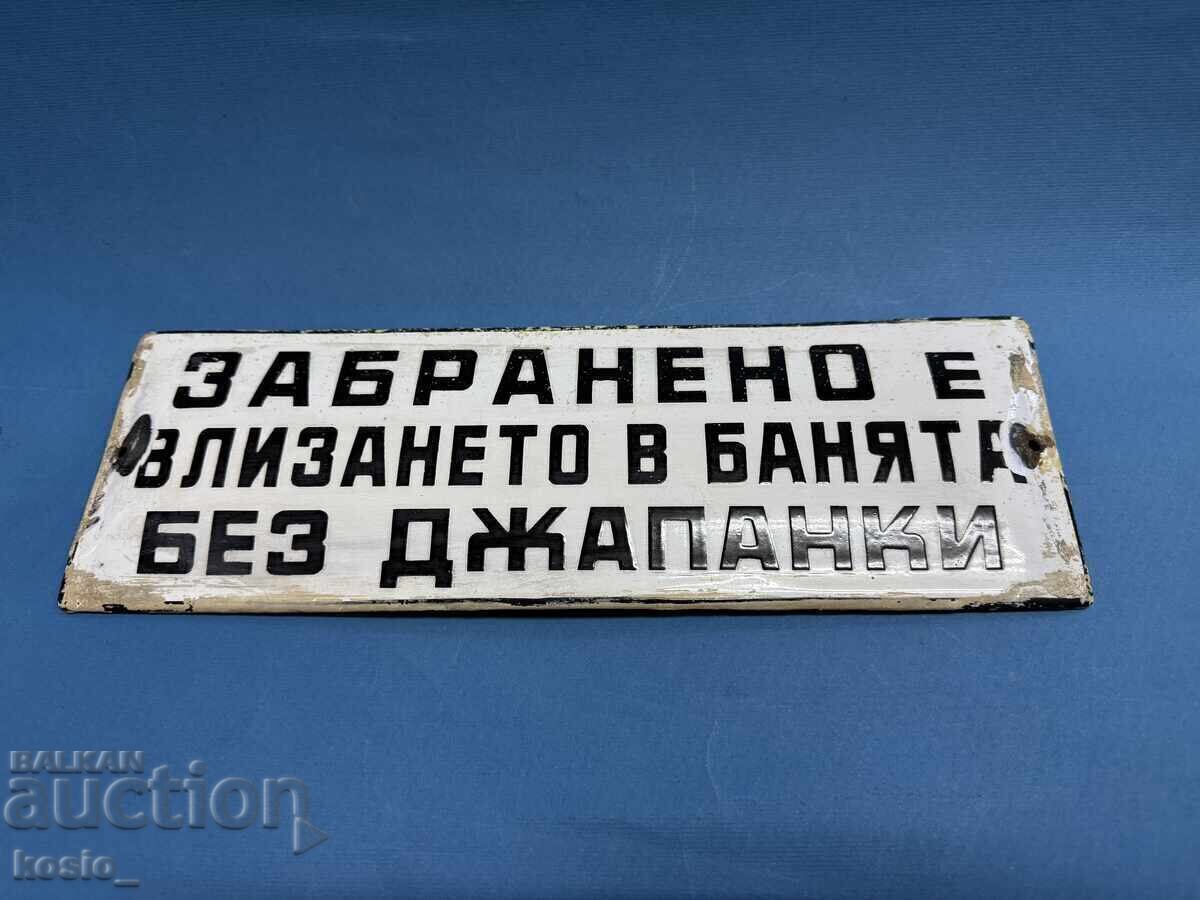 ЗАБРАНЕНО Е
ВЛИЗАНЕТО В БАНЯТА
БЕЗ ДЖАПАНКИ
BALKAN
auction
kosio_